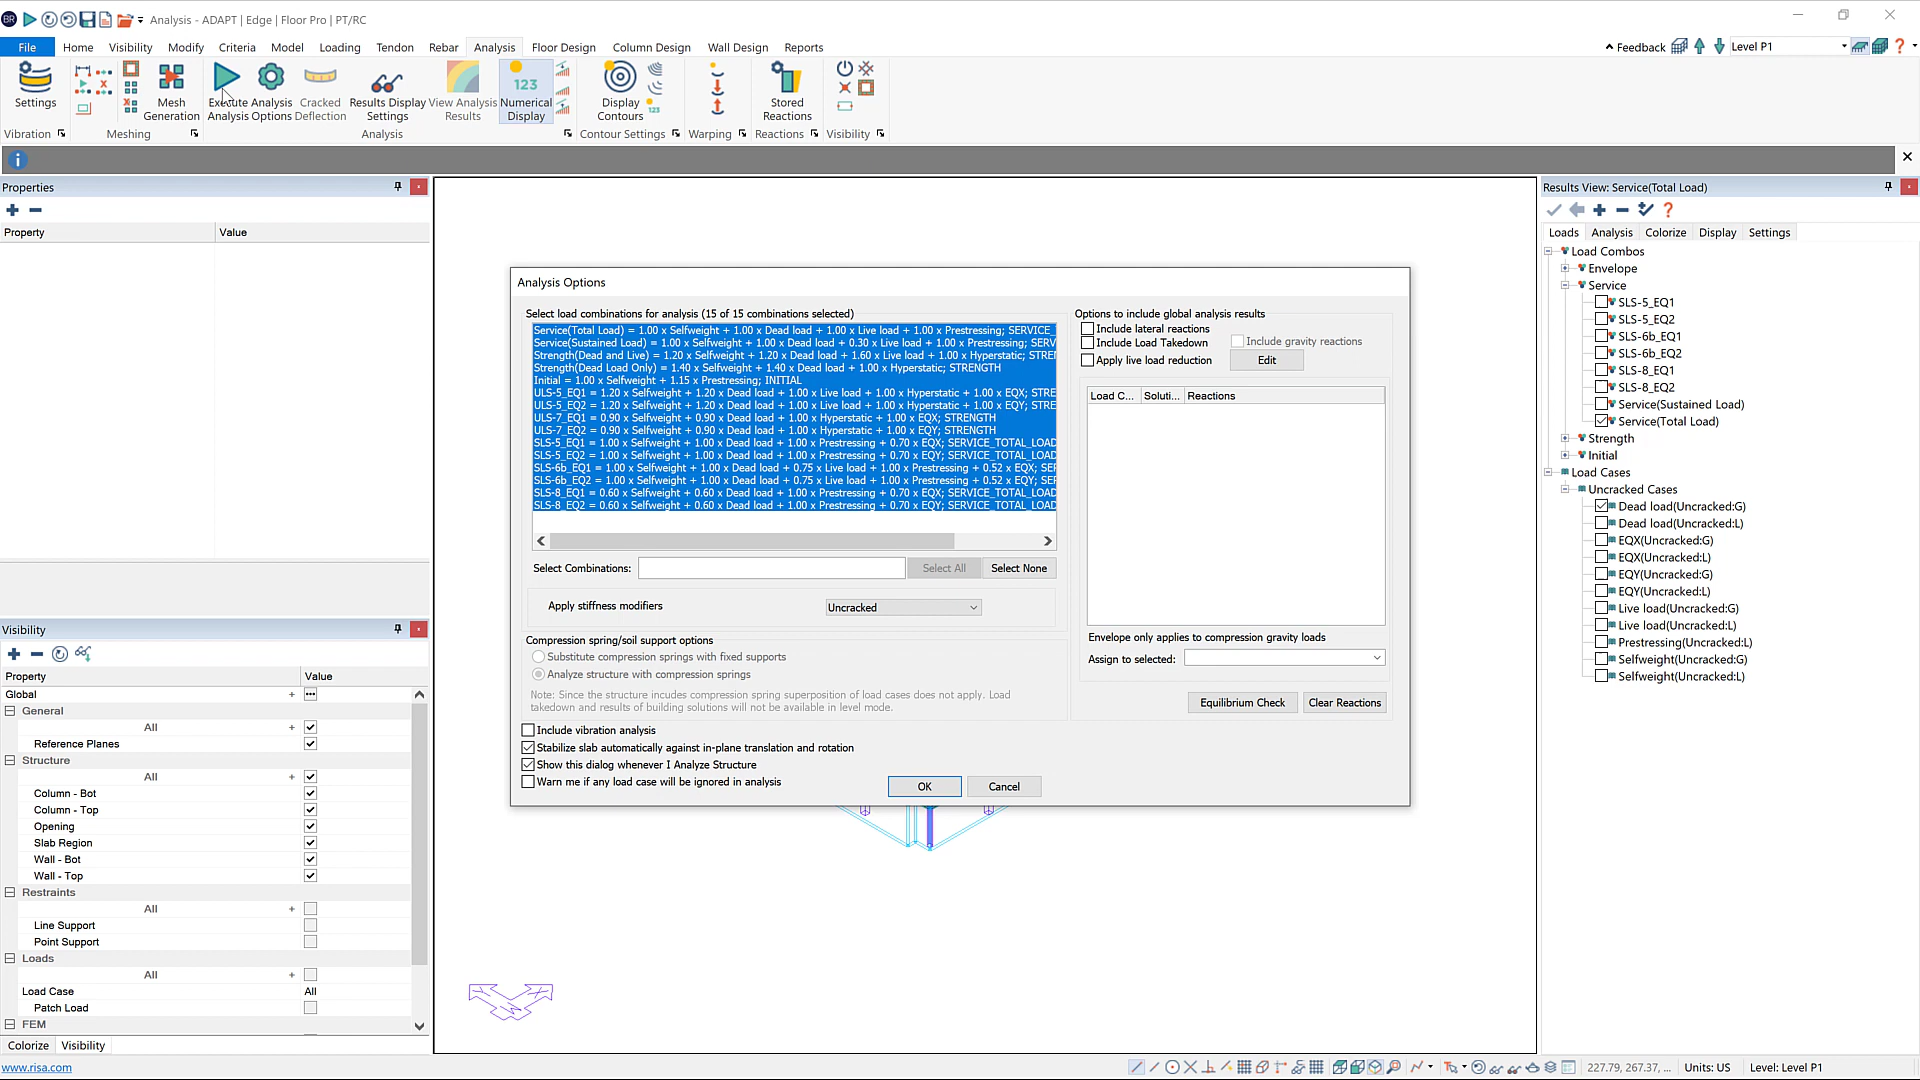 BR Analysis - ADAPT | Edge | Floor Pro | PT/RC
File Home Visibility Modify Criteria Model Loading Tendon Rebar Analysis Floor Design Column Design Wall Design Reports Feedback Level P1
Settings
Mesh Generation
Execute Analysis
Analysis Options
Cracked Deflection
Results Display Settings
View Analysis Results
123 Numerical Display
Display Contours
Stored Reactions
Vibration Meshing Analysis Contour Settings Warping Reactions Visibility
Properties
Property Value
Results View: Service(Total Load)
Loads Analysis Colorize Display Settings
Load Combos
Envelope
Service
SLS-5_EQ1
SLS-5_EQ2
SLS-6b_EQ1
SLS-6b_EQ2
SLS-8_EQ1
SLS-8_EQ2
Service(Sustained Load)
Service(Total Load)
Strength
Initial
Load Cases
Uncracked Cases
Dead load(Uncracked:G)
Dead load(Uncracked:L)
EQX(Uncracked:G)
EQX(Uncracked:L)
EQY(Uncracked:G)
EQY(Uncracked:L)
Live load(Uncracked:G)
Live load(Uncracked:L)
Prestressing(Uncracked:L)
Selfweight(Uncracked:G)
Selfweight(Uncracked:L)
Analysis Options
Select load combinations for analysis (15 of 15 combinations selected)
Service(Total Load) = 1.00 x Selfweight + 1.00 x Dead load + 1.00 x Live load + 1.00 x Prestressing; SERVICE_
Service(Sustained Load) = 1.00 x Selfweight + 1.00 x Dead load + 0.30 x Live load + 1.00 x Prestressing; SERV
Strength(Dead and Live) = 1.20 x Selfweight + 1.20 x Dead load + 1.60 x Live load + 1.00 x Hyperstatic; STREN
Strength(Dead Load Only) = 1.40 x Selfweight + 1.40 x Dead load + 1.00 x Hyperstatic; STRENGTH
Initial = 1.00 x Selfweight + 1.15 x Prestressing; INITIAL
ULS-5_EQ1 = 1.20 x Selfweight + 1.20 x Dead load + 1.00 x Live load + 1.00 x Hyperstatic + 1.00 x EQX; STRE
ULS-5_EQ2 = 1.20 x Selfweight + 1.20 x Dead load + 1.00 x Live load + 1.00 x Hyperstatic + 1.00 x EQY; STRE
ULS-7_EQ1 = 0.90 x Selfweight + 0.90 x Dead load + 1.00 x Hyperstatic + 1.00 x EQX; STRENGTH
ULS-7_EQ2 = 0.90 x Selfweight + 0.90 x Dead load + 1.00 x Hyperstatic + 1.00 x EQY; STRENGTH
SLS-5_EQ1 = 1.00 x Selfweight + 1.00 x Dead load + 1.00 x Prestressing + 0.70 x EQX; SERVICE_TOTAL_LOAD
SLS-5_EQ2 = 1.00 x Selfweight + 1.00 x Dead load + 1.00 x Prestressing + 0.70 x EQY; SERVICE_TOTAL_LOAD
SLS-6b_EQ1 = 1.00 x Selfweight + 1.00 x Dead load + 0.75 x Live load + 1.00 x Prestressing + 0.52 x EQX; SER
SLS-6b_EQ2 = 1.00 x Selfweight + 1.00 x Dead load + 0.75 x Live load + 1.00 x Prestressing + 0.52 x EQY; SER
SLS-8_EQ1 = 0.60 x Selfweight + 0.60 x Dead load + 1.00 x Prestressing + 0.70 x EQX; SERVICE_TOTAL_LOAD
SLS-8_EQ2 = 0.60 x Selfweight + 0.60 x Dead load + 1.00 x Prestressing + 0.70 x EQY; SERVICE_TOTAL_LOAD
Select Combinations: Select All Select None
Apply stiffness modifiers Uncracked
Compression spring/soil support options
Substitute compression springs with fixed supports
Analyze structure with compression springs
Note: Since the structure incudes compression spring superposition of load cases does not apply. Load
takedown and results of building solutions will not be available in level mode.
Include vibration analysis
Stabilize slab automatically against in-plane translation and rotation
Show this dialog whenever I Analyze Structure
Warn me if any load case will be ignored in analysis
OK Cancel
Options to include global analysis results
Include lateral reactions
Include Load Takedown Include gravity reactions
Apply live load reduction Edit
Load C... Soluti... Reactions
Envelope only applies to compression gravity loads
Assign to selected:
Equilibrium Check Clear Reactions
Visibility
Property Value
Global
General
All
Reference Planes
Structure
All
Column - Bot
Column - Top
Opening
Slab Region
Wall - Bot
Wall - Top
Restraints
All
Line Support
Point Support
Loads
All
Load Case All
Patch Load
FEM
Colorize Visibility
www.risa.com
227.79, 267.37, ... Units: US Level: Level P1